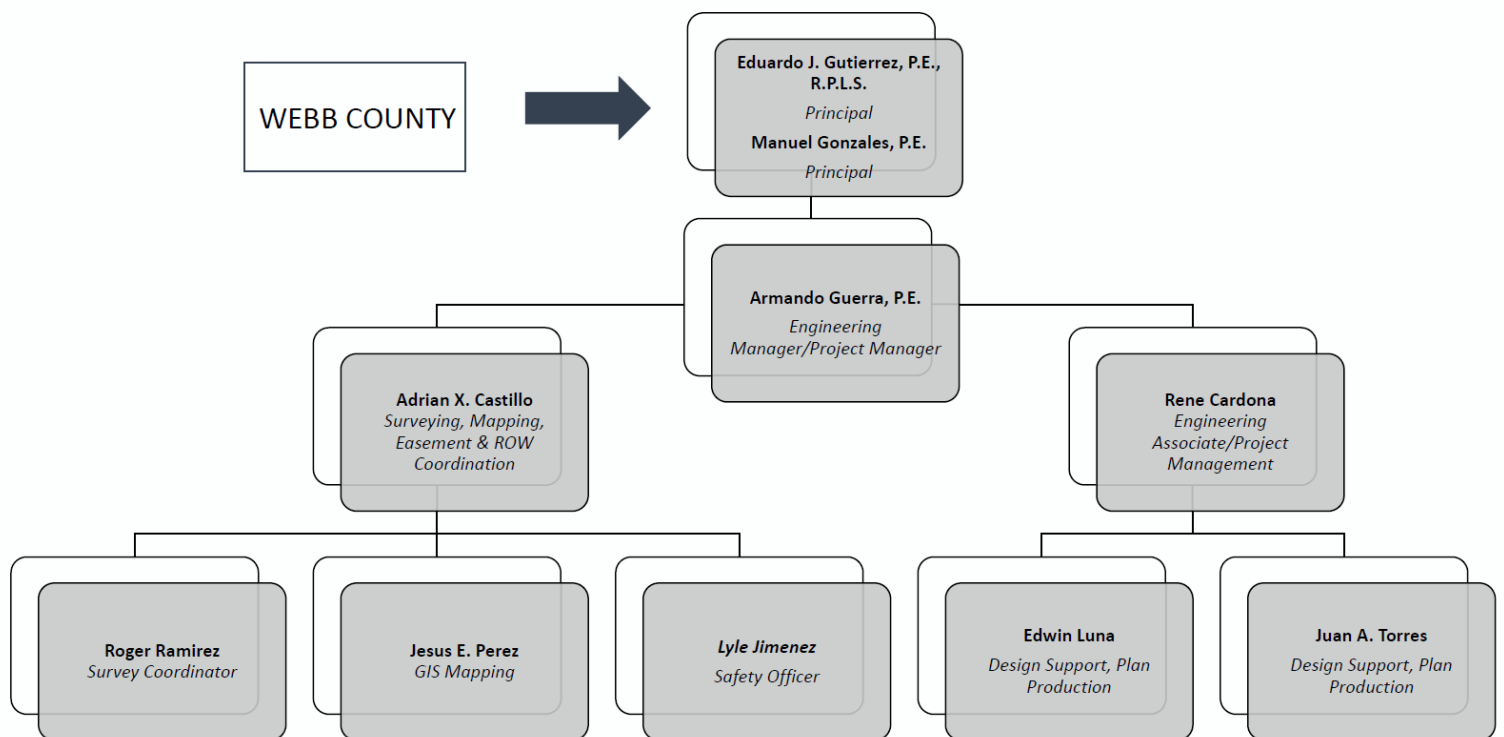 WEBB COUNTY
Eduardo J. Gutierrez, P.E.,
R.P.L.S.
Principal
Manuel Gonzales, P.E.
Principal
Armando Guerra, P.E.
Engineering
Manager/Project Manager
Adrian X. Castillo
Surveying, Mapping,
Easement & ROW
Coordination
Rene Cardona
Engineering
Associate/Project
Management
Roger Ramirez
Survey Coordinator
Jesus E. Perez
GIS Mapping
Lyle Jimenez
Safety Officer
Edwin Luna
Design Support, Plan
Production
Juan A. Torres
Design Support, Plan
Production